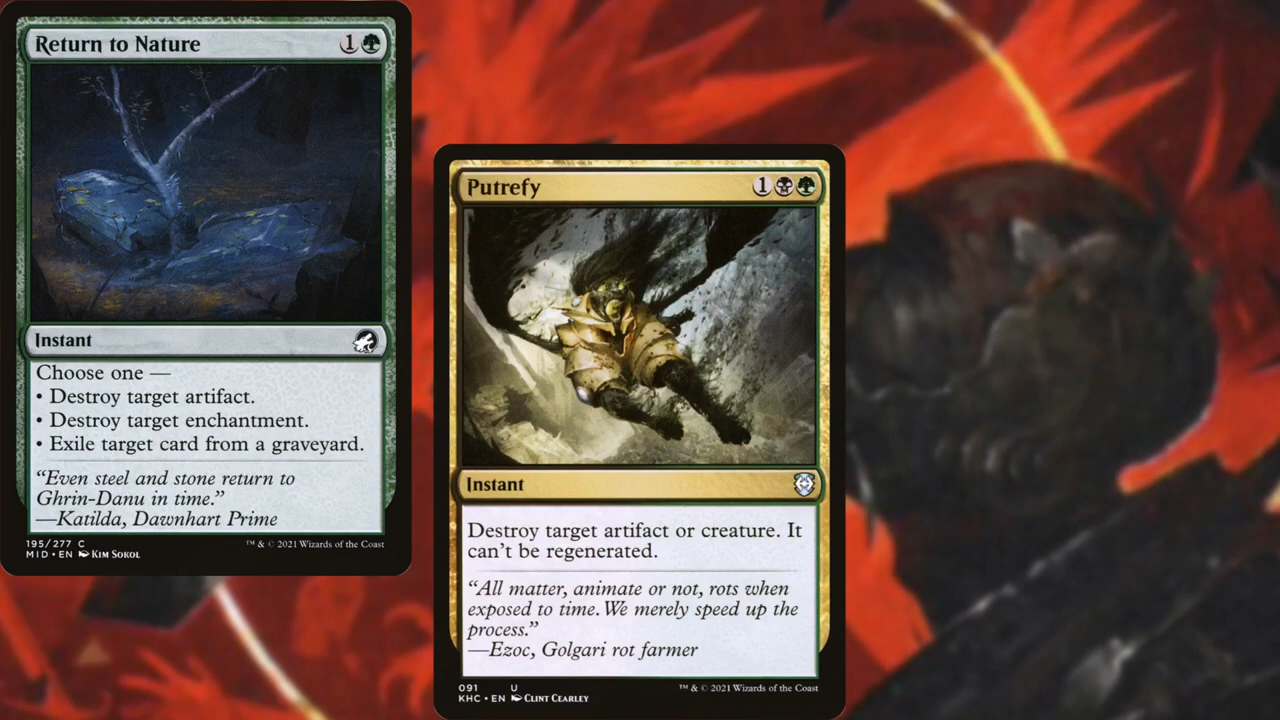 Return to Nature 1
Instant
Choose one —
• Destroy target artifact.
• Destroy target enchantment.
• Exile target card from a graveyard.
“Even steel and stone return to
Ghrin-Danu in time.”
—Katilda, Dawnhart Prime
195/277 C
MID • EN Kim Sokol
™ & © 2021 Wizards of the Coast
Putrefy 1
Instant
Destroy target artifact or creature. It
can’t be regenerated.
“All matter, animate or not, rots when
exposed to time. We merely speed up the
process.”
—Ezoc, Golgari rot farmer
091 U
KHC • EN Clint Cearley
™ & © 2021 Wizards of the Coast